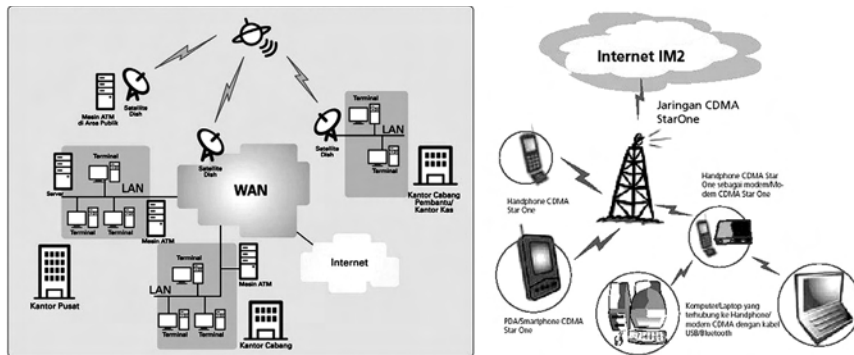 Mesin ATM
di Area Publik
Satellite
Dish
Satellite
Dish
Satellite
Dish
Terminal
LAN
Terminal
Kantor Cabang
Pembantu/
Kantor Kas
WAN
Server
Terminal
LAN
Terminal
Terminal
Mesin ATM
Kantor Pusat
Internet
Terminal
Mesin ATM
LAN
Terminal
Terminal
Kantor Cabang
Internet IM2
Jaringan CDMA
StarOne
Handphone CDMA
Star One
Handphone CDMA Star
One sebagai modem/Mo-
dem CDMA Star One
PDA/Smartphone CDMA
Star One
Komputer/Laptop yang
terhubung ke Handphone/
modem CDMA dengan kabel
USB/Bluetooth